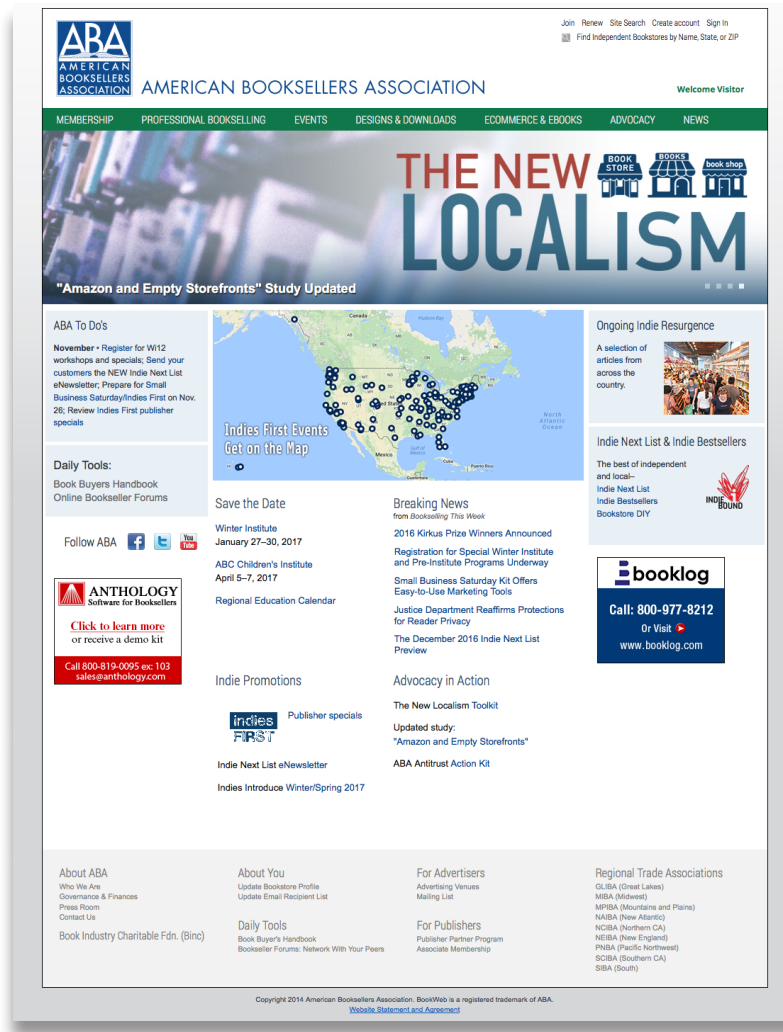 Join Renew Site Search Create account Sign In
Find Independent Bookstores by Name, State, or ZIP
ABA
AMERICAN
BOOKSELLERS
ASSOCIATION
AMERICAN BOOKSELLERS ASSOCIATION
Welcome Visitor
MEMBERSHIP PROFESSIONAL BOOKSELLING EVENTS DESIGNS & DOWNLOADS ECOMMERCE & EBOOKS ADVOCACY NEWS
THE NEW
LOCALISM
BOOK
STORE
BOOKS
book shop
"Amazon and Empty Storefronts" Study Updated
ABA To Do's
November • Register for Wi12
workshops and specials; Send your
customers the NEW Indie Next List
eNewsletter; Prepare for Small
Business Saturday/Indies First on Nov.
26; Review Indies First publisher
specials
Daily Tools:
Book Buyers Handbook
Online Bookseller Forums
Follow ABA
You
Tube
ANTHOLOGY
Software for Booksellers
Click to learn more
or receive a demo kit
Call 800-819-0095 ex: 103
sales@anthology.com
Canada
Hudson Bay
North
Atlantic
Ocean
Gulf of
Mexico
Mexico
Cuba
Puerto Rico
Guatemala
Indies First Events
Get on the Map
Save the Date
Winter Institute
January 27–30, 2017
ABC Children's Institute
April 5–7, 2017
Regional Education Calendar
Breaking News
from Bookselling This Week
2016 Kirkus Prize Winners Announced
Registration for Special Winter Institute
and Pre-Institute Programs Underway
Small Business Saturday Kit Offers
Easy-to-Use Marketing Tools
Justice Department Reaffirms Protections
for Reader Privacy
The December 2016 Indie Next List
Preview
Indie Promotions
indies
FIRST
Publisher specials
Indie Next List eNewsletter
Indies Introduce Winter/Spring 2017
Advocacy in Action
The New Localism Toolkit
Updated study:
"Amazon and Empty Storefronts"
ABA Antitrust Action Kit
Ongoing Indie Resurgence
A selection of
articles from
across the
country.
Indie Next List & Indie Bestsellers
The best of independent
and local–
Indie Next List
Indie Bestsellers
Bookstore DIY
INDIE
BOUND
booklog
Call: 800-977-8212
Or Visit
www.booklog.com
About ABA
Who We Are
Governance & Finances
Press Room
Contact Us
Book Industry Charitable Fdn. (Binc)
About You
Update Bookstore Profile
Update Email Recipient List
Daily Tools
Book Buyer's Handbook
Bookseller Forums: Network With Your Peers
For Advertisers
Advertising Venues
Mailing List
For Publishers
Publisher Partner Program
Associate Membership
Regional Trade Associations
GLIBA (Great Lakes)
MIBA (Midwest)
MPIBA (Mountains and Plains)
NAIBA (New Atlantic)
NCIBA (Northern CA)
NEIBA (New England)
PNBA (Pacific Northwest)
SCIBA (Southern CA)
SIBA (South)
Copyright 2014 American Booksellers Association. BookWeb is a registered trademark of ABA.
Website Statement and Agreement